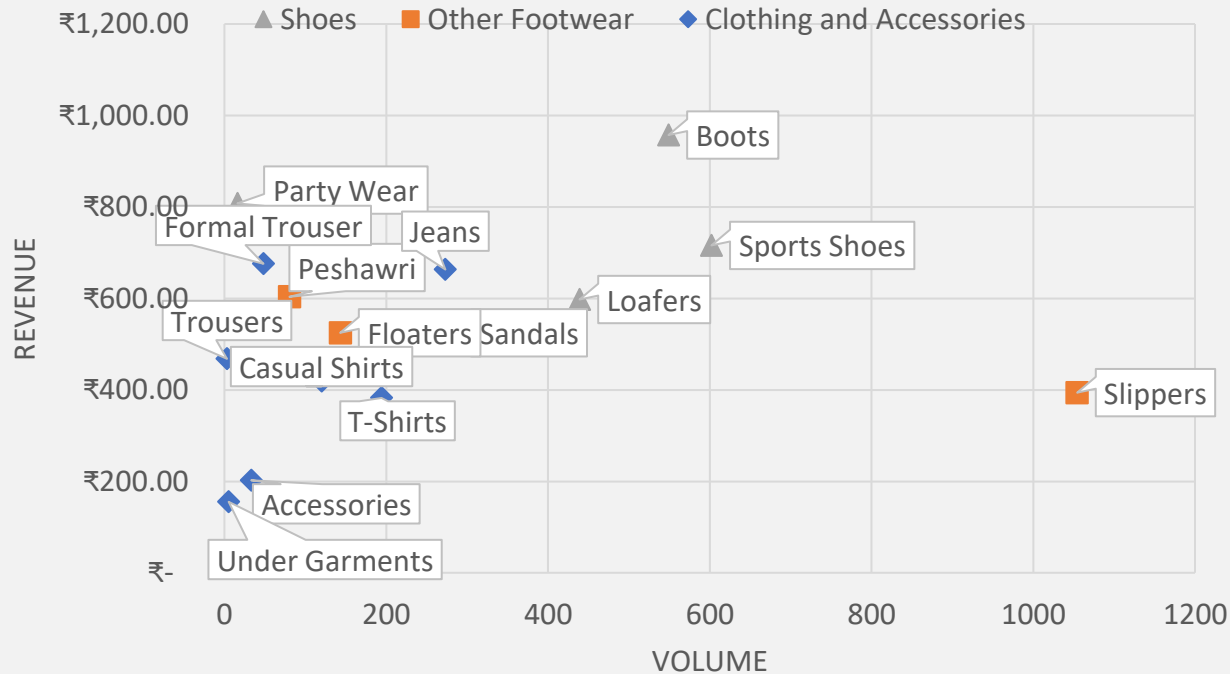 Shoes
Other Footwear
Clothing and Accessories
₹1,200.00
₹1,000.00
₹800.00
₹600.00
₹400.00
₹200.00
₹-
REVENUE
Boots
Party Wear
Formal Trouser
Jeans
Sports Shoes
Peshawri
Loafers
Trousers
Floaters
Sandals
Casual Shirts
Slippers
T-Shirts
Accessories
Under Garments
0
200
400
600
800
1000
1200
VOLUME